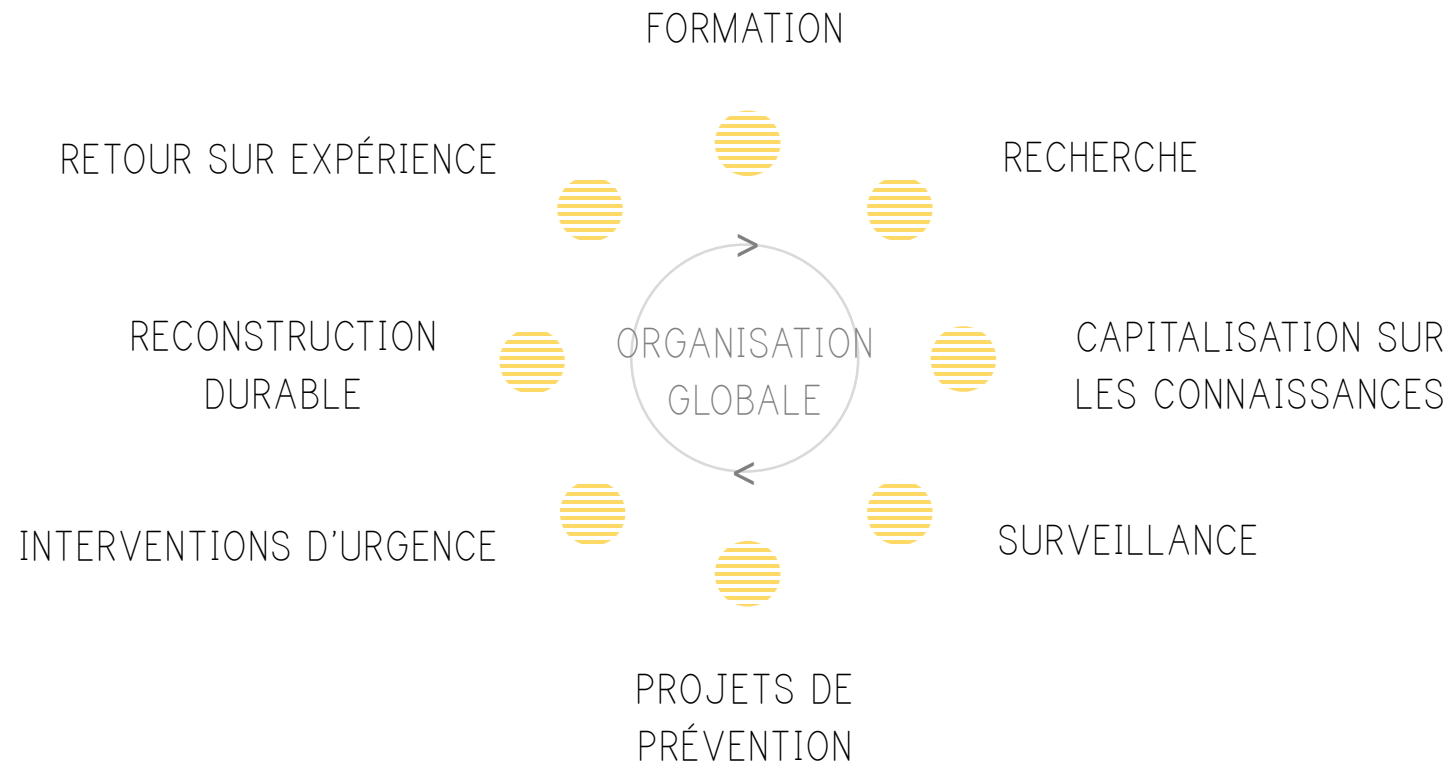 FORMATION
RETOUR SUR EXPÉRIENCE
RECHERCHE
>
ORGANISATION
GLOBALE
<
RECONSTRUCTION
DURABLE
CAPITALISATION SUR
LES CONNAISSANCES
INTERVENTIONS D'URGENCE
SURVEILLANCE
PROJETS DE
PRÉVENTION